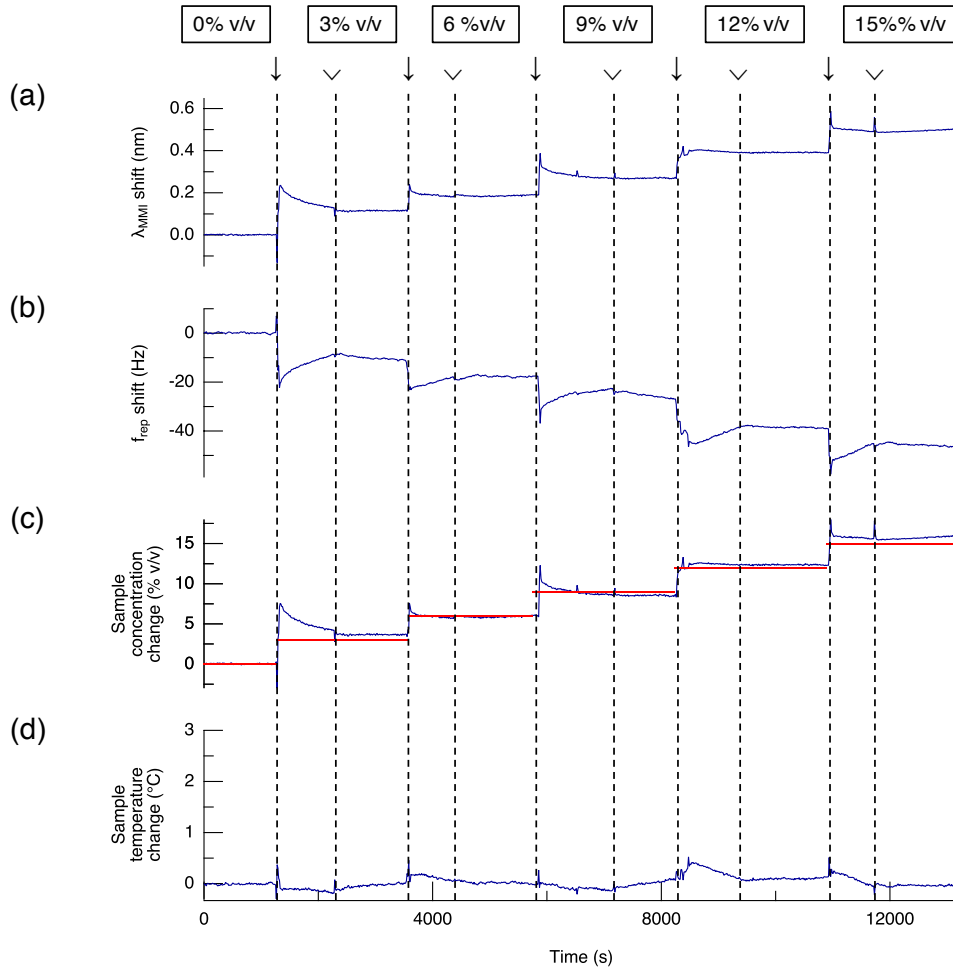 0% v/v 3% v/v 6 %v/v 9% v/v 12% v/v 15%% v/v
(a)
λMMI shift (nm)
0.6
0.4
0.2
0.0
(b)
frep shift (Hz)
0
-20
-40
(c)
Sample
concentration
change (% v/v)
15
10
5
0
(d)
Sample
temperature
change (°C)
3
2
1
0
0 4000 8000 12000
Time (s)